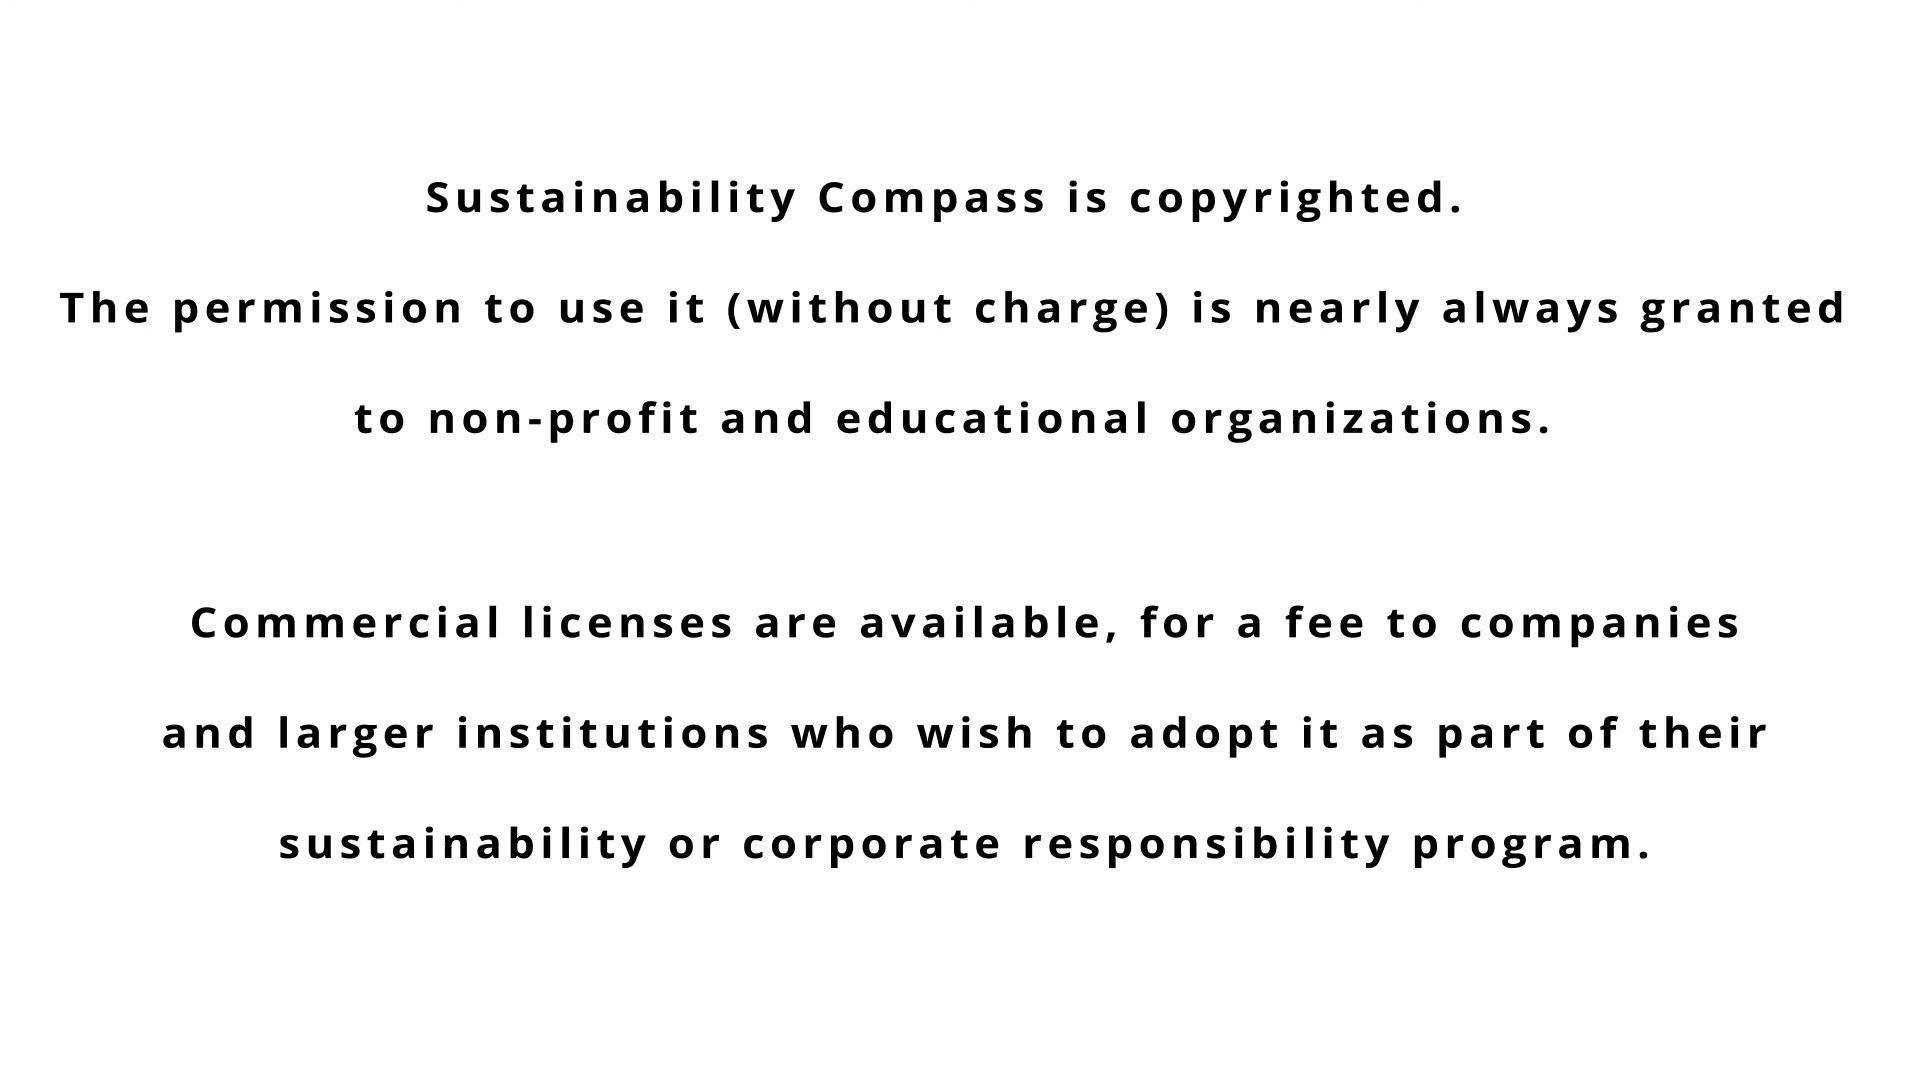 Sustainability Compass is copyrighted.
The permission to use it (without charge) is nearly always granted
to non-profit and educational organizations.
Commercial licenses are available, for a fee to companies
and larger institutions who wish to adopt it as part of their
sustainability or corporate responsibility program.